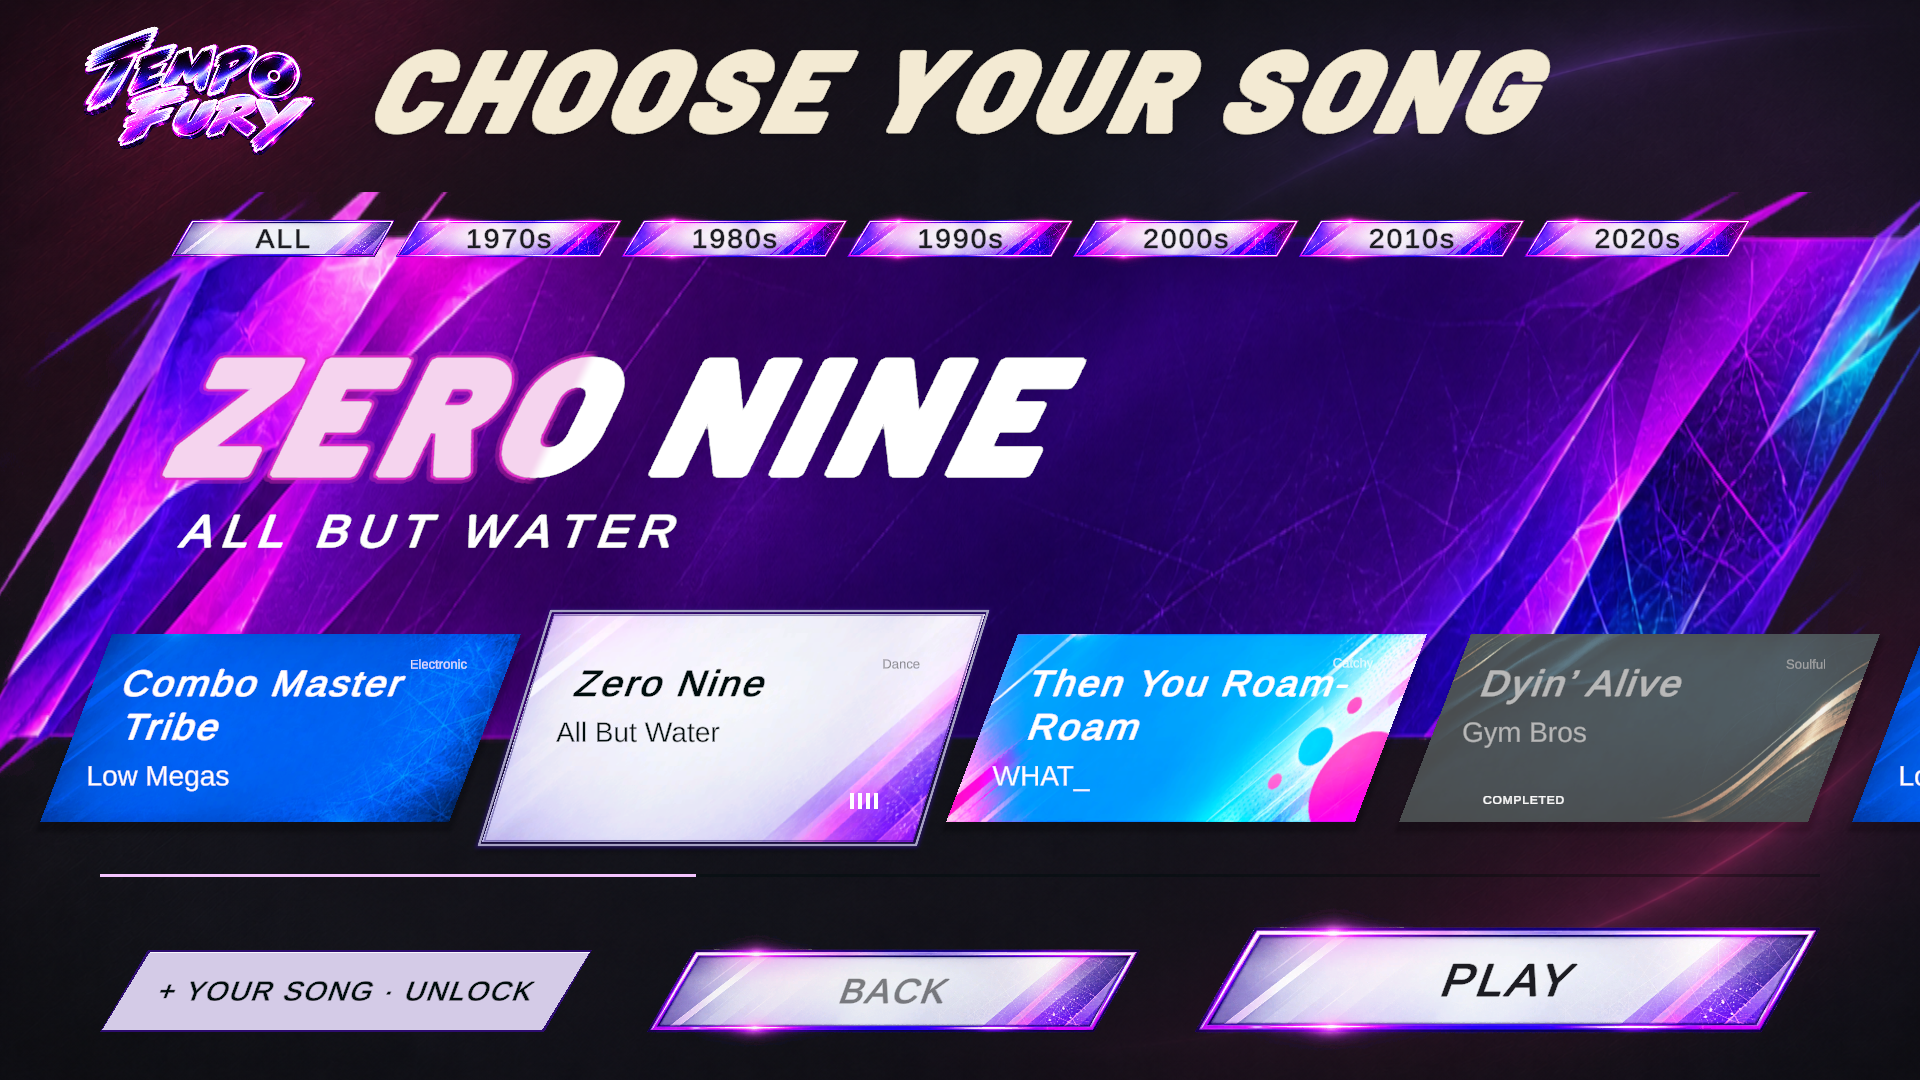 TEMPO
FURY
CHOOSE YOUR SONG
ALL 1970s 1980s 1990s 2000s 2010s 2020s
ZERO NINE
ALL BUT WATER
Electronic
Combo Master
Tribe
Low Megas
Dance
Zero Nine
All But Water
Catchy
Then You Roam-
Roam
WHAT_
Soulful
Dyin' Alive
Gym Bros
COMPLETED
Lo
+ YOUR SONG · UNLOCK
BACK
PLAY